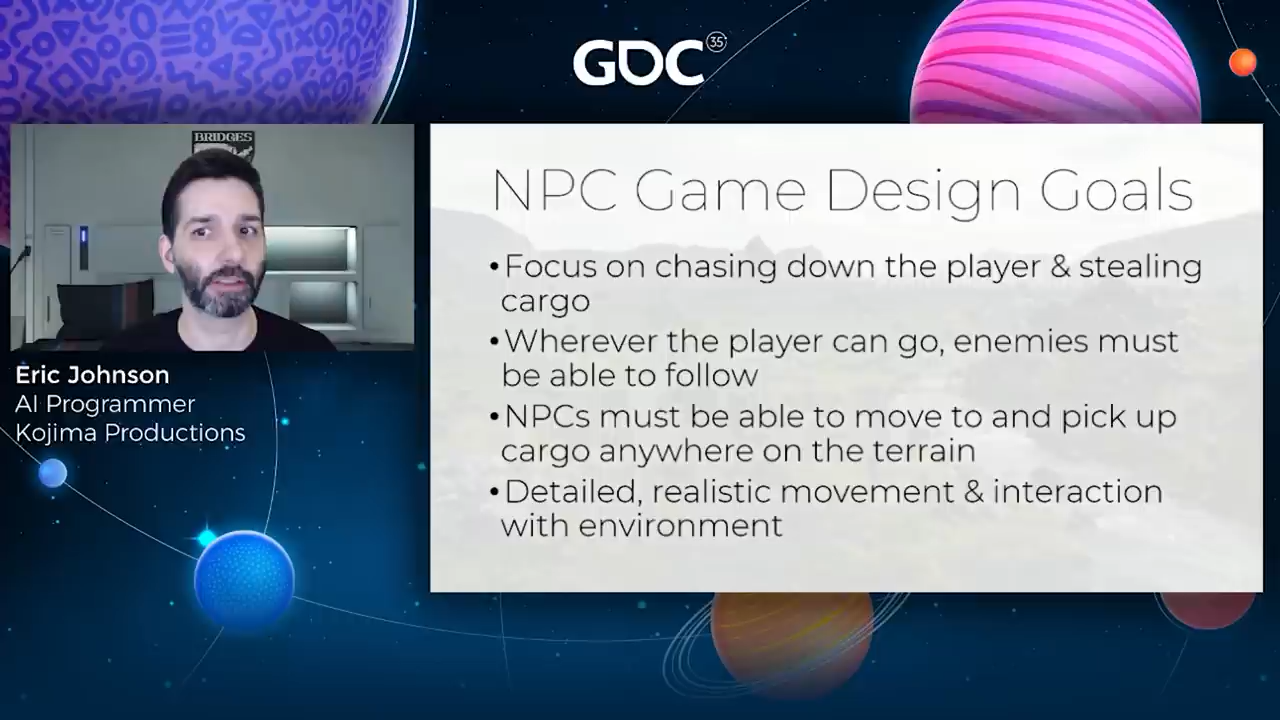 GDC 35
BRIDGES
Eric Johnson
AI Programmer
Kojima Productions
NPC Game Design Goals
•Focus on chasing down the player & stealing
cargo
•Wherever the player can go, enemies must
be able to follow
•NPCs must be able to move to and pick up
cargo anywhere on the terrain
•Detailed, realistic movement & interaction
with environment